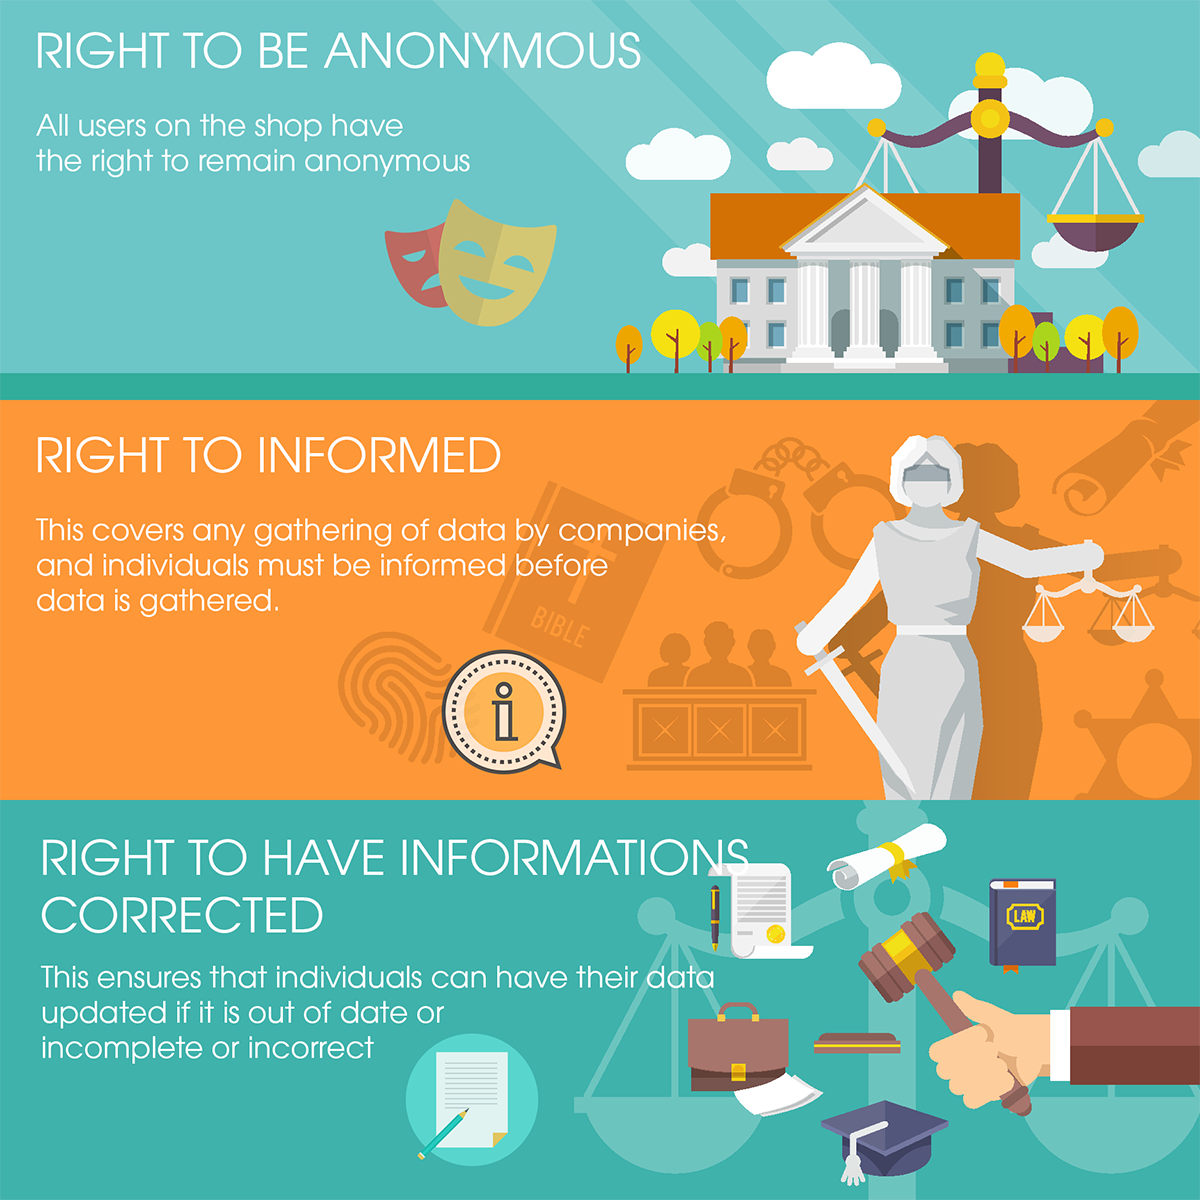 RIGHT TO BE ANONYMOUS
All users on the shop have
the right to remain anonymous
RIGHT TO INFORMED
This covers any gathering of data by companies,
and individuals must be informed before
data is gathered.
BIBLE
i
RIGHT TO HAVE INFORMATIONS
CORRECTED
LAW
This ensures that individuals can have their data
updated if it is out of date or
incomplete or incorrect